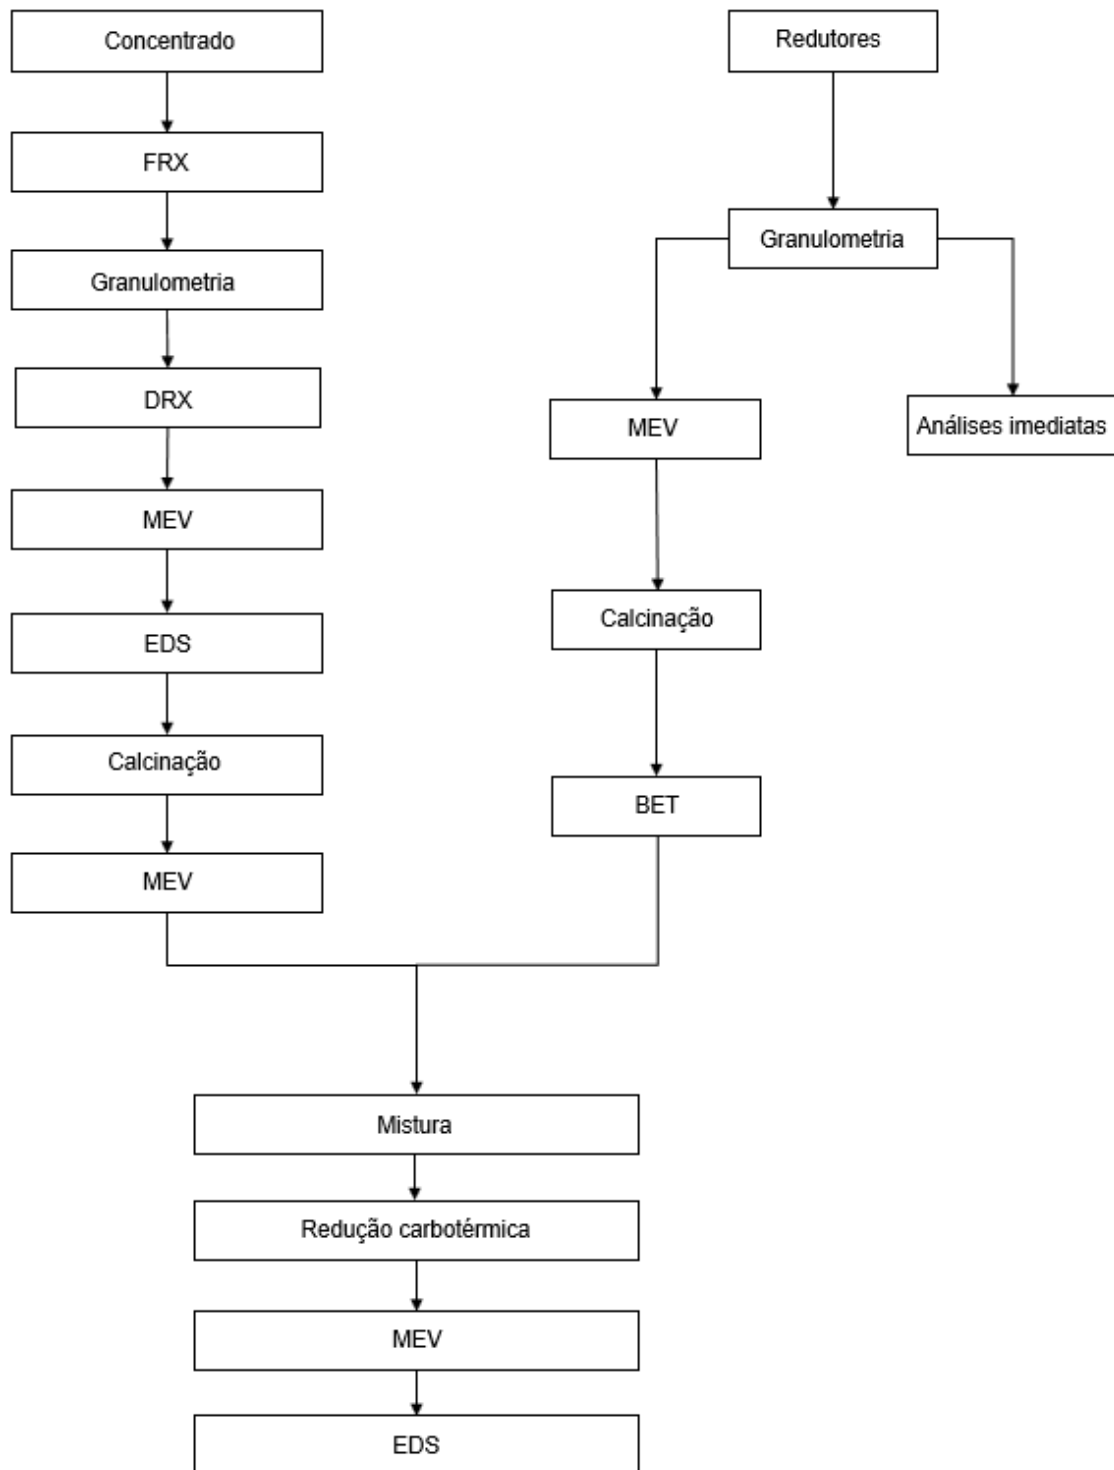 Concentrado
FRX
Granulometria
DRX
MEV
EDS
Calcinação
MEV
Redutores
Granulometria
MEV
Análises imediatas
Calcinação
BET
Mistura
Redução carbotérmica
MEV
EDS